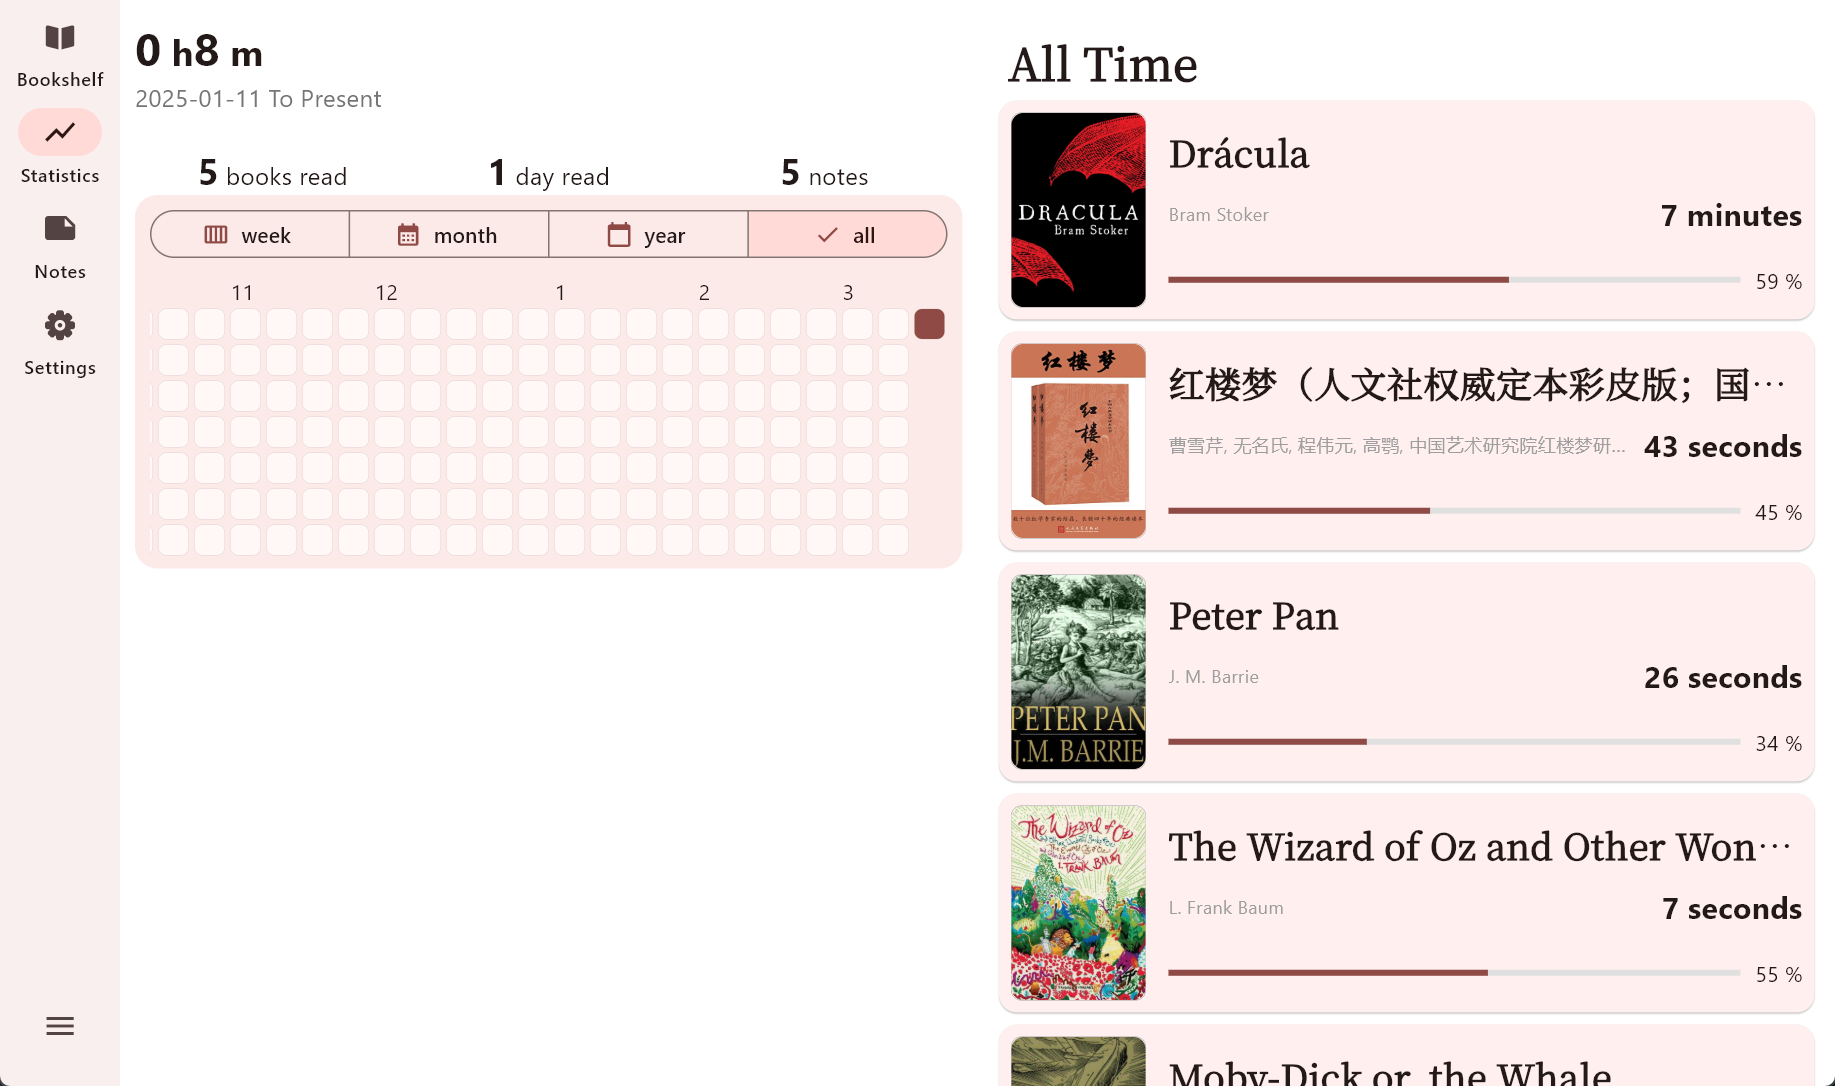 Bookshelf
Statistics
Notes
Settings
0 h8 m
2025-01-11 To Present
5 books read
1 day read
5 notes
week
month
year
all
11
12
1
2
3
All Time
DRACULA
Bram Stoker
Drácula
Bram Stoker
7 minutes
59 %
红楼梦
红楼梦
红楼梦（人文社权威定本彩皮版；国…
曹雪芹, 无名氏, 程伟元, 高鹗, 中国艺术研究院红楼梦研...
43 seconds
45 %
PETER PAN
J.M. BARRIE
Peter Pan
J. M. Barrie
26 seconds
34 %
The Wizard of Oz
L. FRANK BAUM
The Wizard of Oz and Other Won…
L. Frank Baum
7 seconds
55 %
Moby-Dick or, the Whale